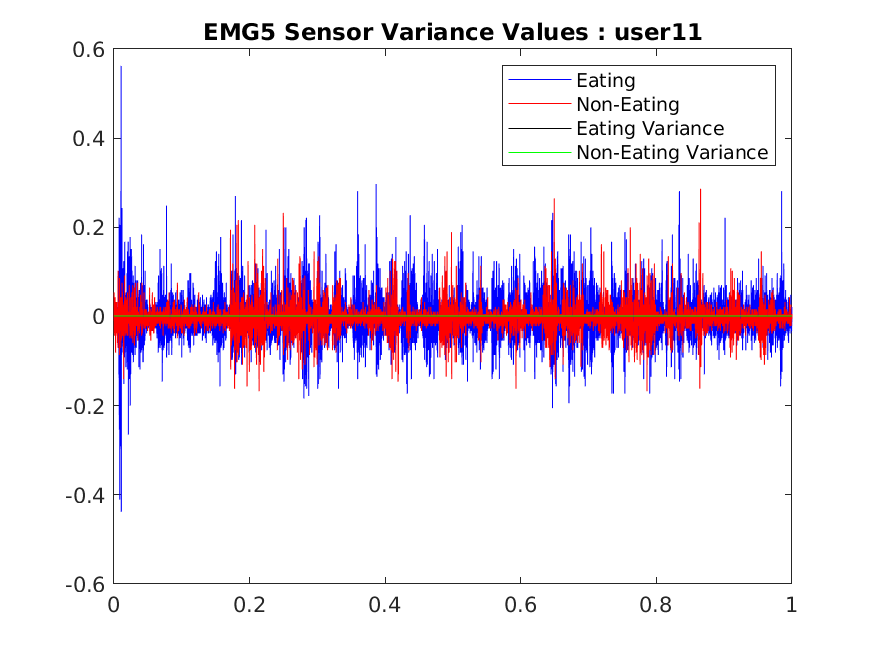 EMG5 Sensor Variance Values : user11
Eating
Non-Eating
Eating Variance
Non-Eating Variance
0.6
0.4
0.2
0
-0.2
-0.4
-0.6
0 0.2 0.4 0.6 0.8 1